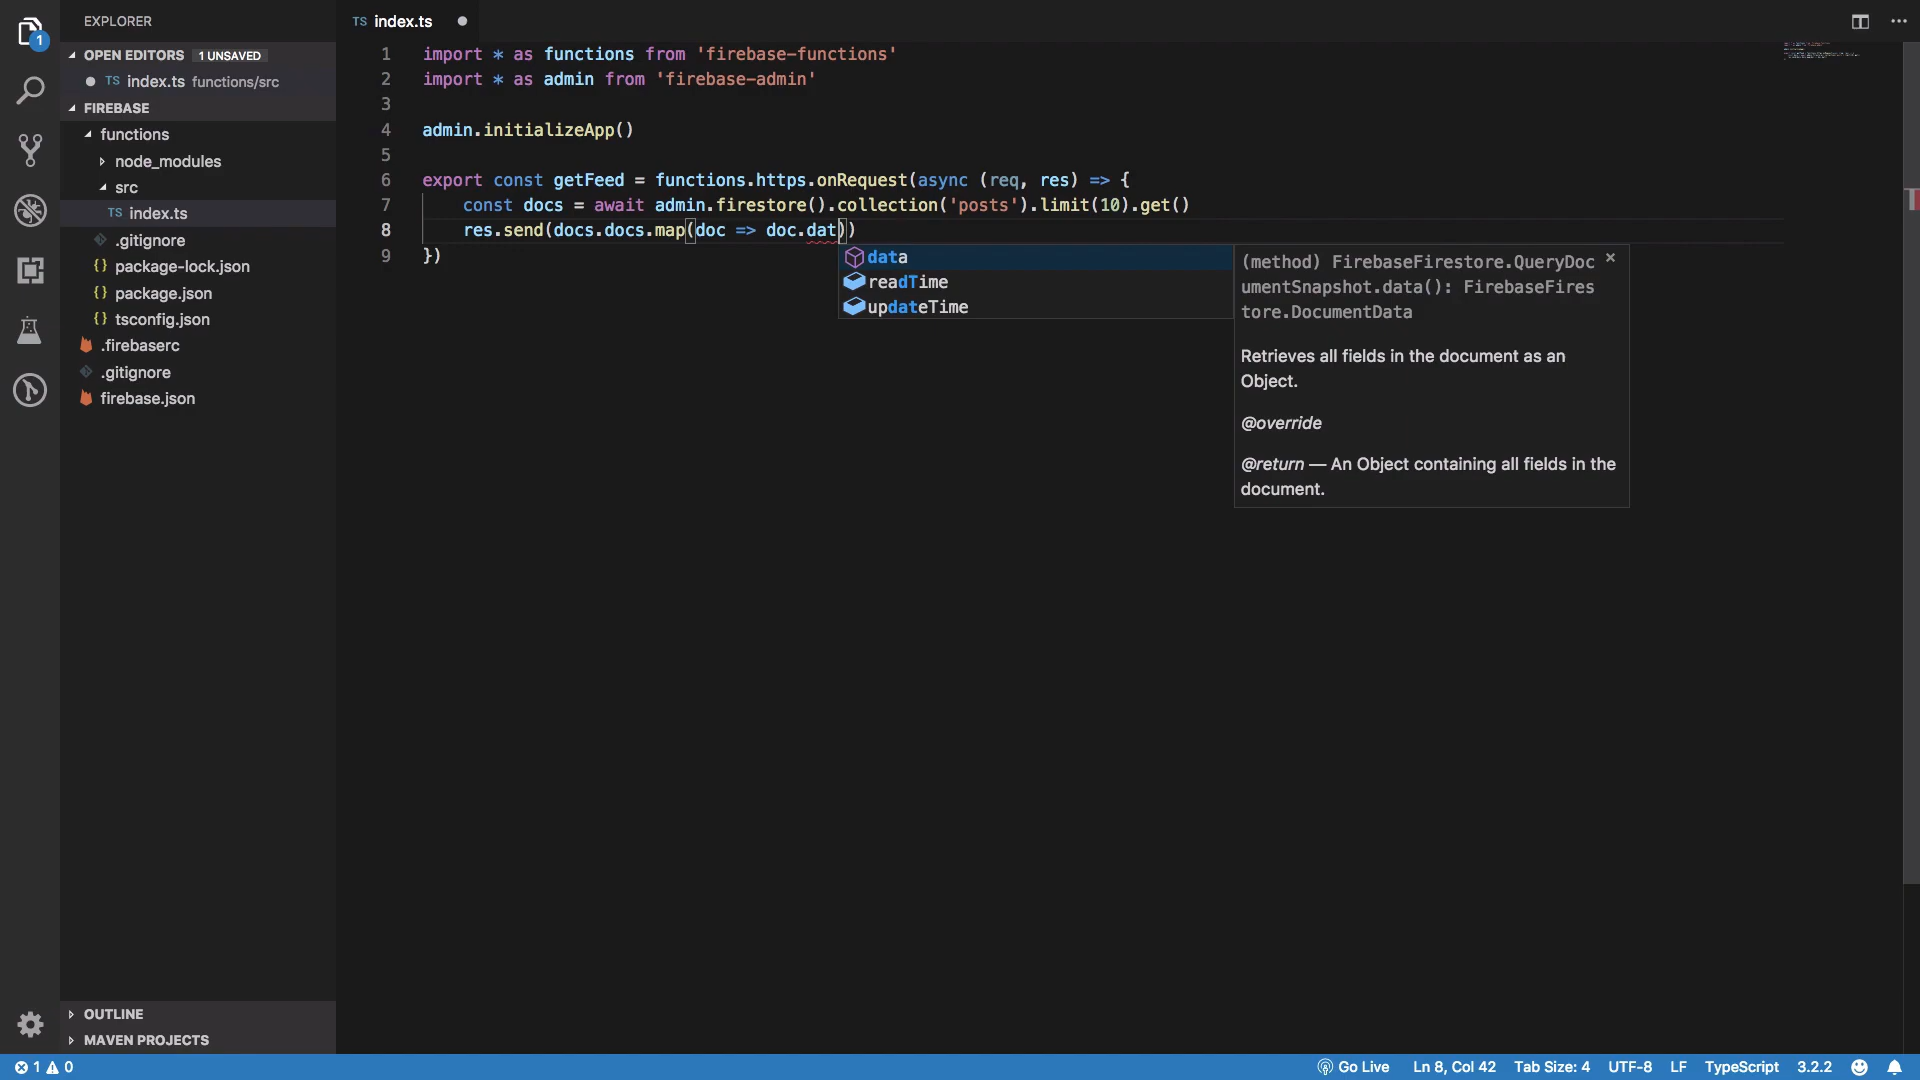 1
EXPLORER
OPEN EDITORS 1 UNSAVED
TS index.ts functions/src
FIREBASE
functions
node_modules
src
TS index.ts
.gitignore
{} package-lock.json
{} package.json
{} tsconfig.json
.firebaserc
.gitignore
firebase.json
OUTLINE
MAVEN PROJECTS
TS index.ts
1 import * as functions from 'firebase-functions'
2 import * as admin from 'firebase-admin'
3
4 admin.initializeApp()
5
6 export const getFeed = functions.https.onRequest(async (req, res) => {
7 const docs = await admin.firestore().collection('posts').limit(10).get()
8 res.send(docs.docs.map(doc => doc.dat))
9 })
data
readTime
updateTime
(method) FirebaseFirestore.QueryDoc
umentSnapshot.data(): FirebaseFires
tore.DocumentData
Retrieves all fields in the document as an
Object.
@override
@return — An Object containing all fields in the
document.
1 0 Go Live Ln 8, Col 42 Tab Size: 4 UTF-8 LF TypeScript 3.2.2